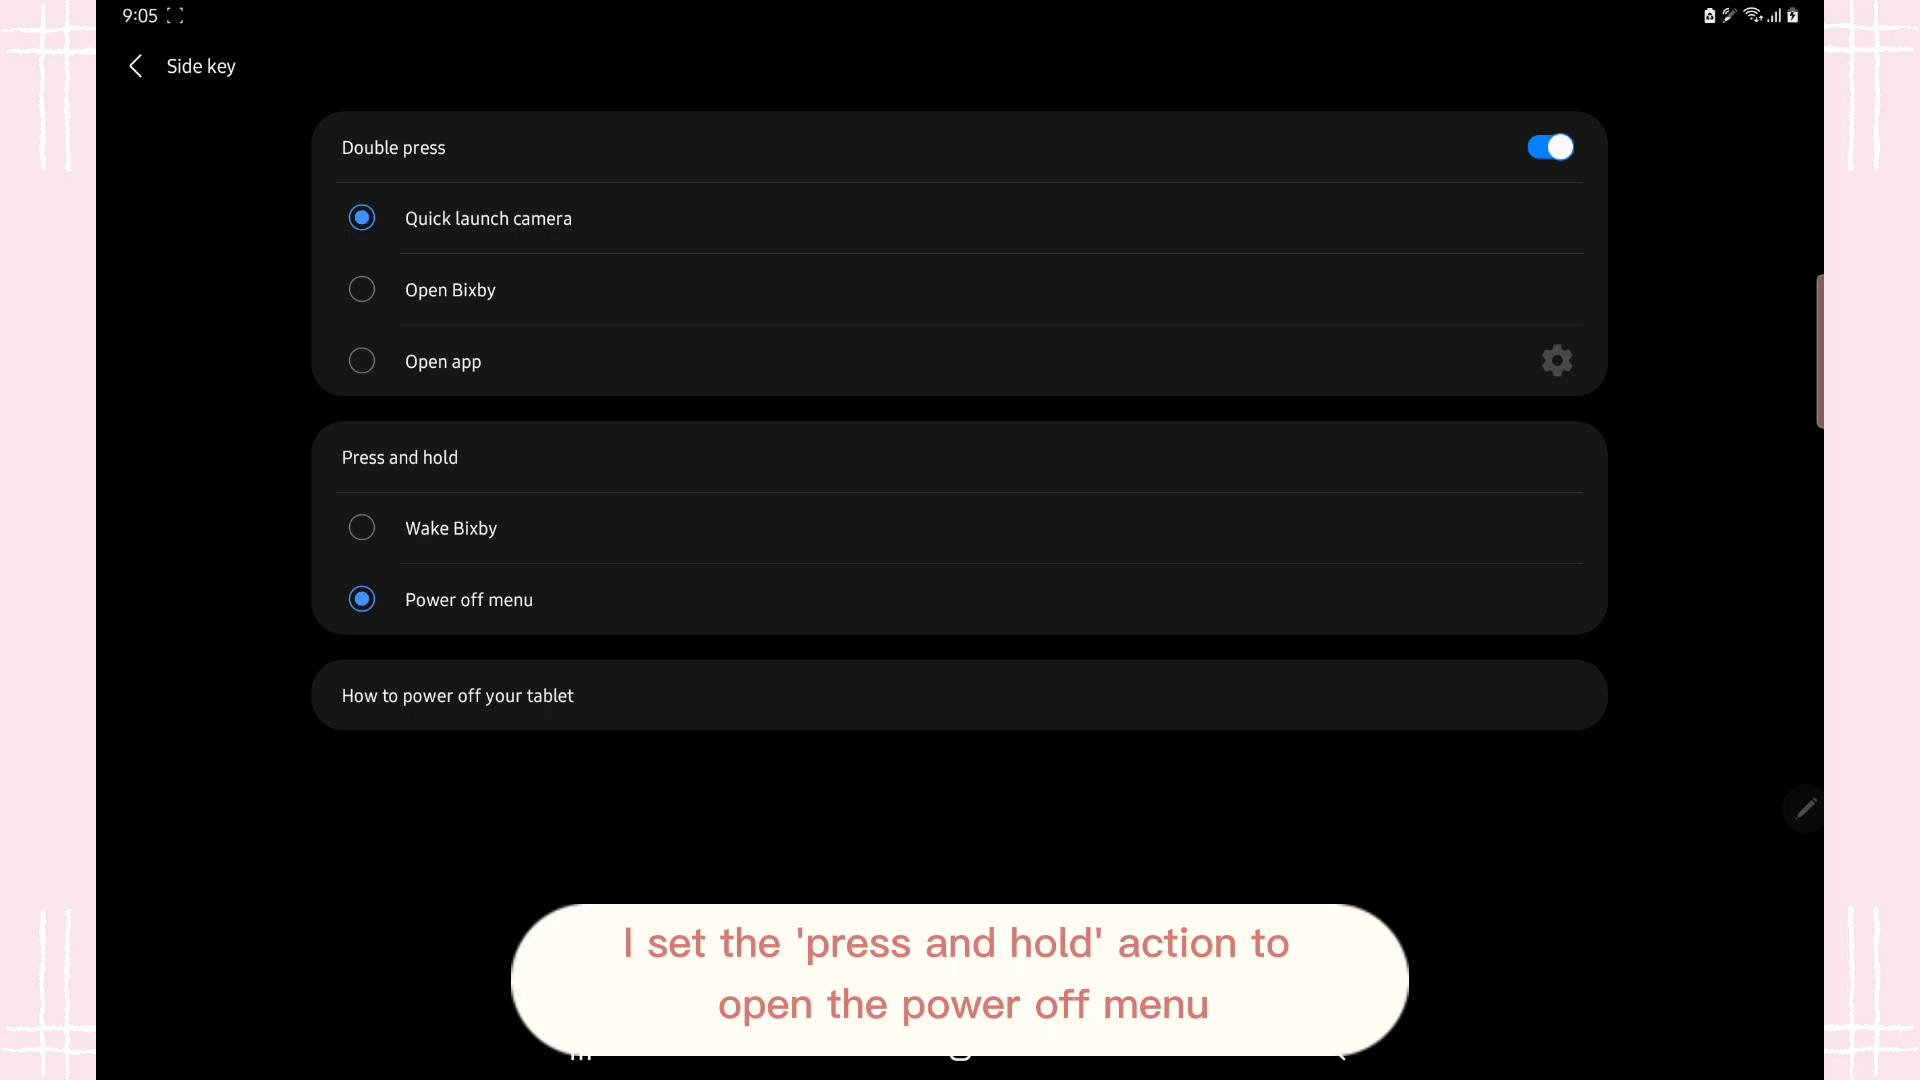 9:05
Side key
Double press
Quick launch camera
Open Bixby
Open app
Press and hold
Wake Bixby
Power off menu
How to power off your tablet
I set the 'press and hold' action to
open the power off menu